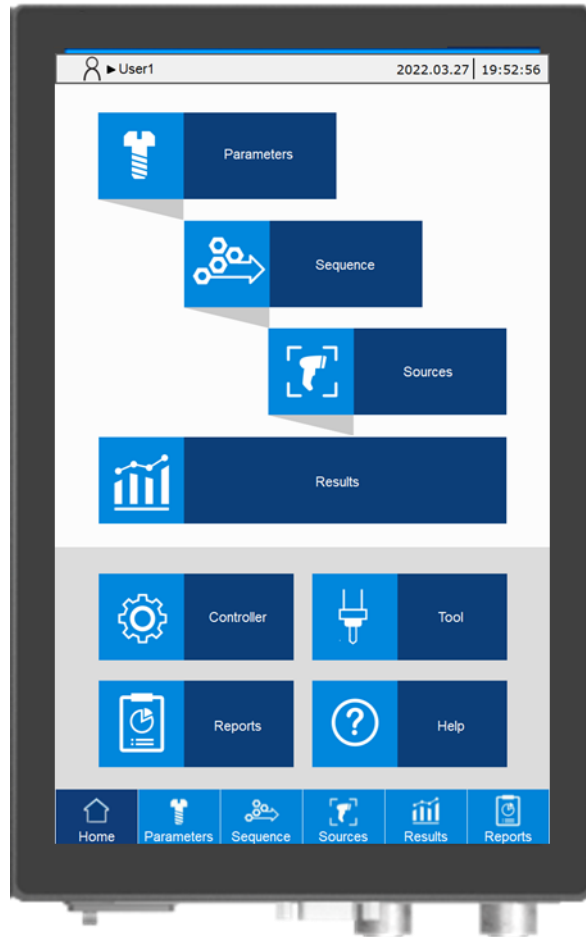 ►User1 2022.03.27 19:52:56
Parameters
Sequence
Sources
Results
Controller Tool
Reports Help
Home Parameters Sequence Sources Results Reports